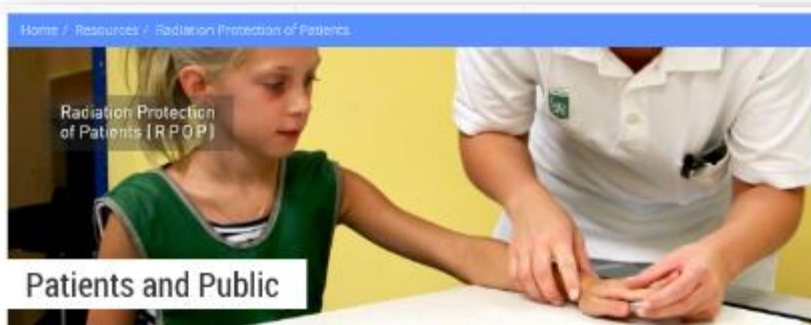 Home / Resources / Radiation Protection of Patients
Radiation Protection
of Patients (RPOP)
Patients and Public